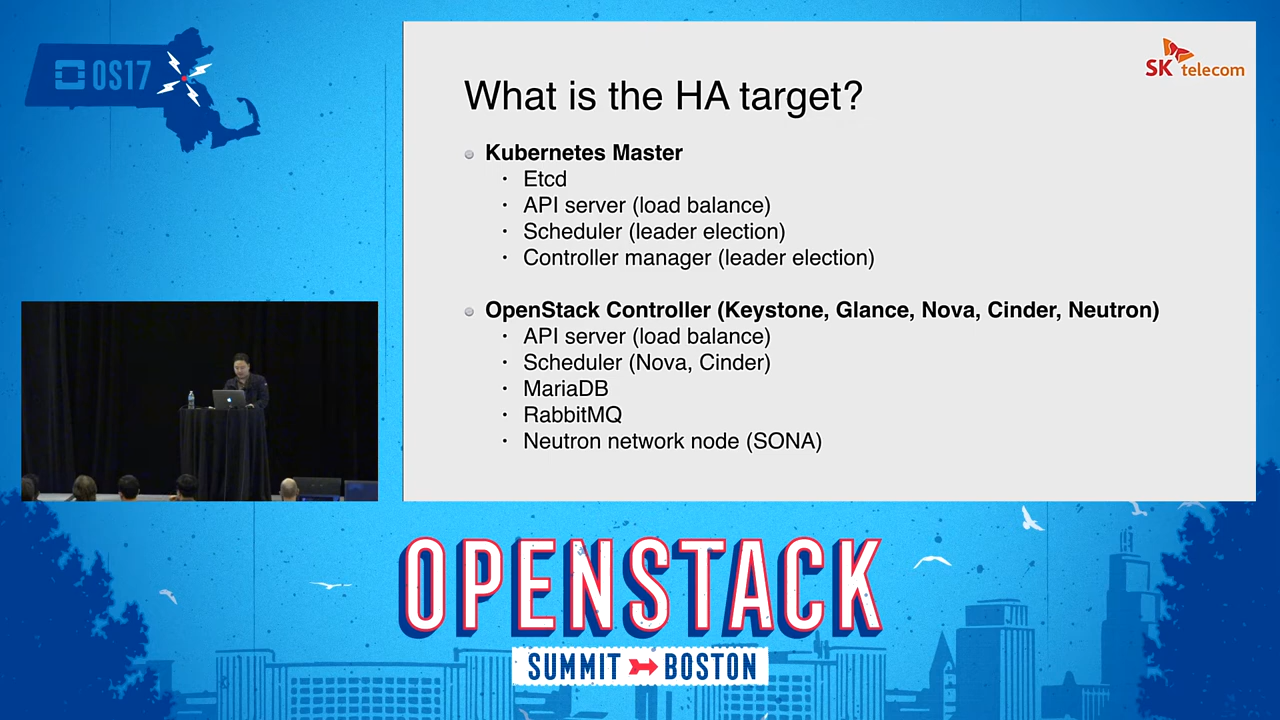 OS17
SK telecom
What is the HA target?
Kubernetes Master
Etcd
API server (load balance)
Scheduler (leader election)
Controller manager (leader election)
OpenStack Controller (Keystone, Glance, Nova, Cinder, Neutron)
API server (load balance)
Scheduler (Nova, Cinder)
MariaDB
RabbitMQ
Neutron network node (SONA)
OPENSTACK
SUMMIT BOSTON